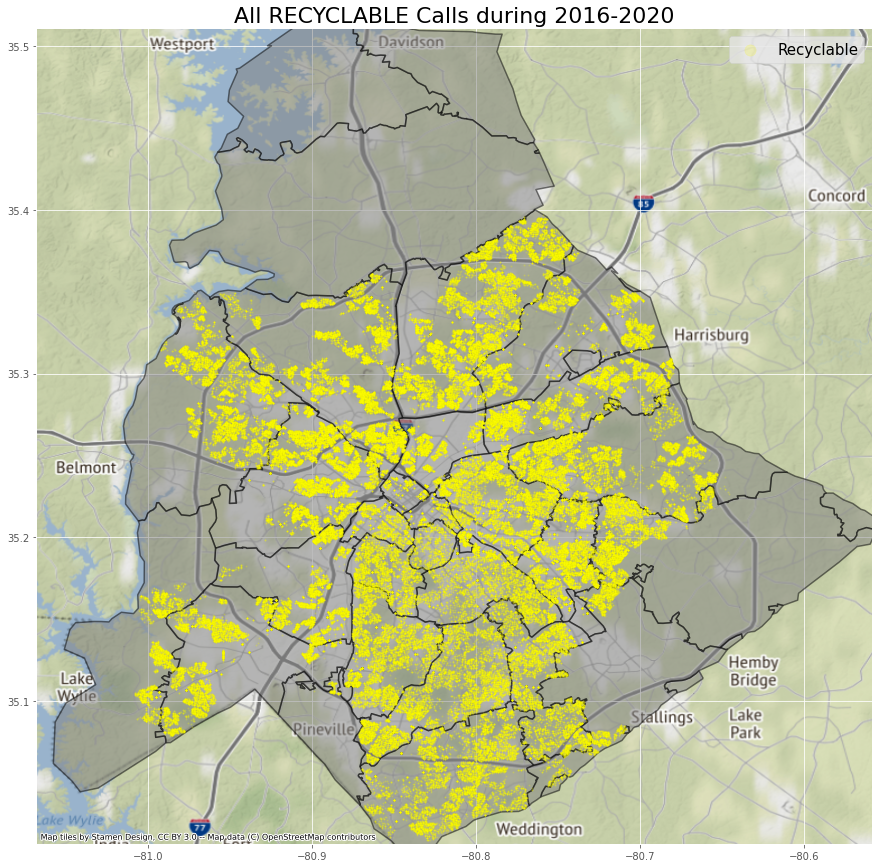 All RECYCLABLE Calls during 2016-2020
Westport
Davidson
Recyclable
35.5
85
Concord
35.4
Harrisburg
35.3
Belmont
35.2
Lake
Wylie
Hemby
Bridge
35.1
Pineville
Stallings
Lake
Park
77
Lake Wylie
Weddington
Map tiles by Stamen Design, CC BY 3.0 -- Map data (C) OpenStreetMap contributors
−81.0
−80.9
−80.8
−80.7
−80.6